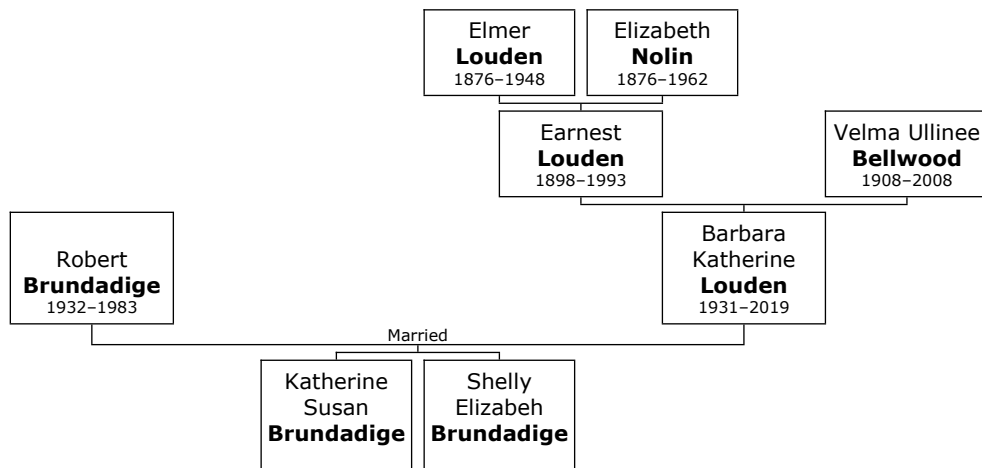 Elmer
Louden
1876–1948
Elizabeth
Nolin
1876–1962
Earnest
Louden
1898–1993
Velma Ullinee
Bellwood
1908–2008
Robert
Brundadige
1932–1983
Barbara
Katherine
Louden
1931–2019
Married
Katherine
Susan
Brundadige
Shelly
Elizabeh
Brundadige